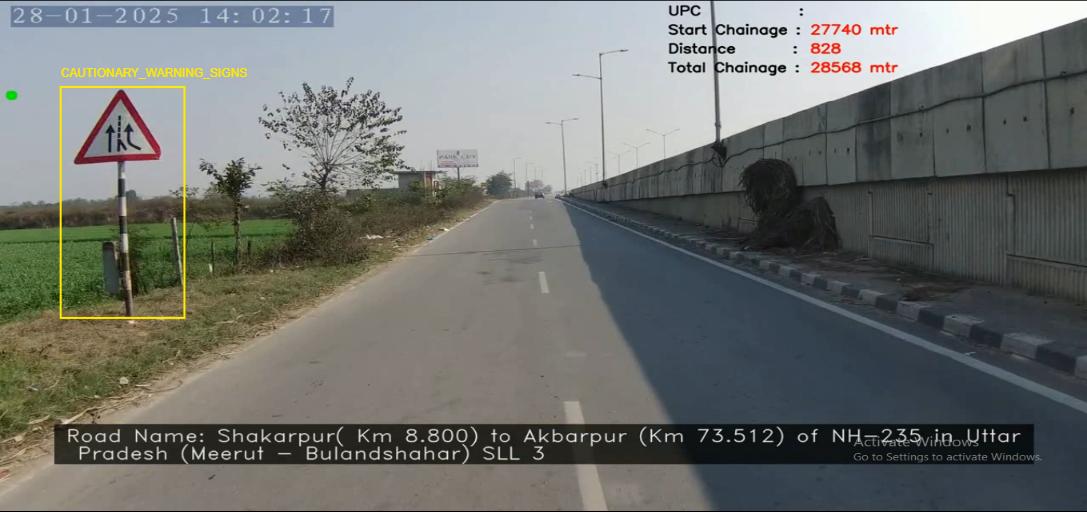 28-01-2025 14:02:17
UPC :
Start Chainage : 27740 mtr
Distance : 828
Total Chainage : 28568 mtr
CAUTIONARY_WARNING_SIGNS
PARK CITY
Road Name: Shakarpur( Km 8.800) to Akbarpur (Km 73.512) of NH-235 in Uttar
Pradesh (Meerut - Bulandshahar) SLL 3
Activate Windows
Go to Settings to activate Windows.